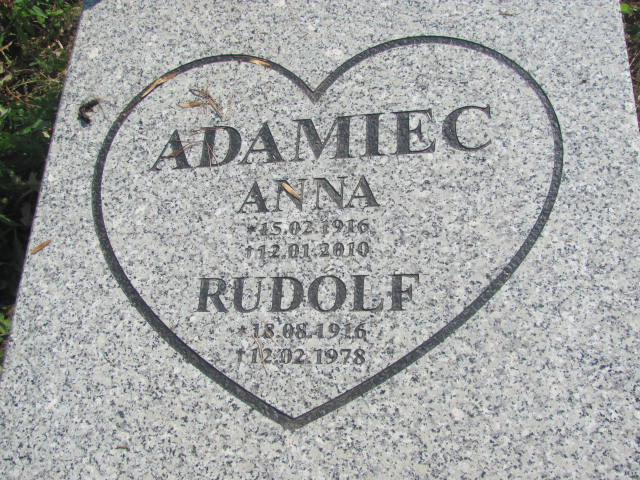 ADAMIEC
ANNA
*15.02.1916
†12.01.2010
RUDOLF
*18.08.1916
†12.02.1978